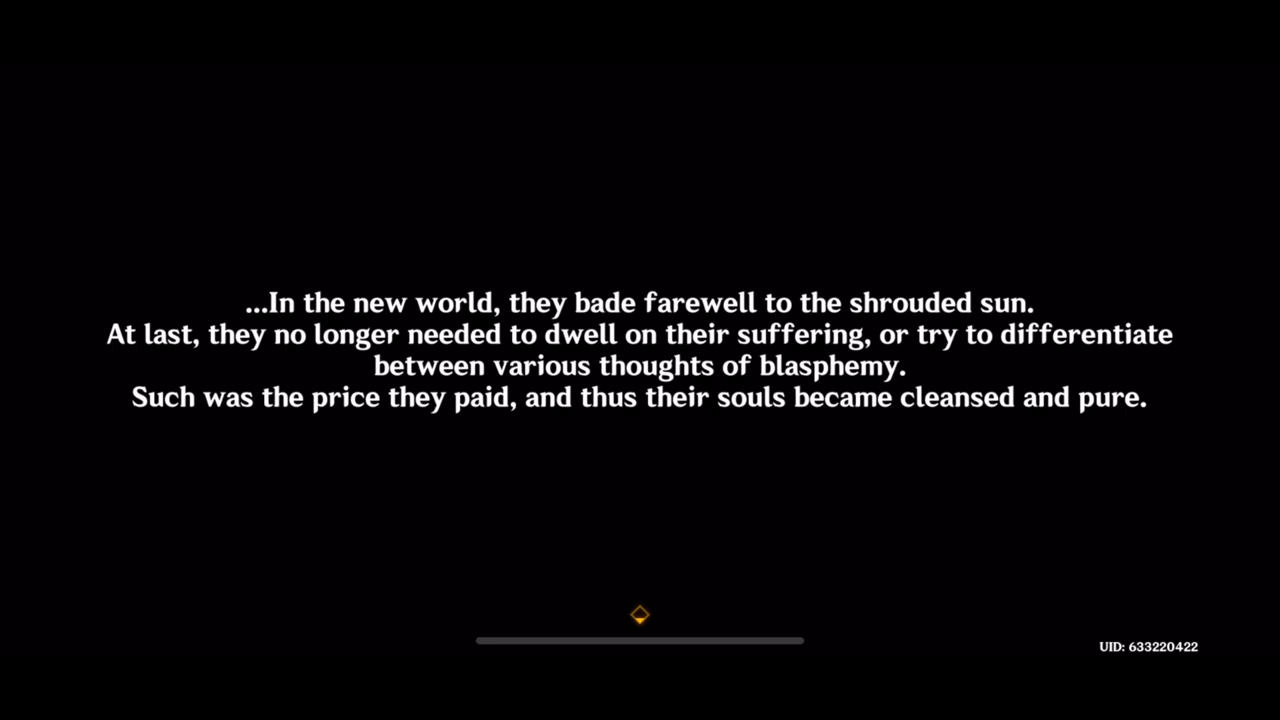 ...In the new world, they bade farewell to the shrouded sun.
At last, they no longer needed to dwell on their suffering, or try to differentiate
between various thoughts of blasphemy.
Such was the price they paid, and thus their souls became cleansed and pure.
UID: 633220422